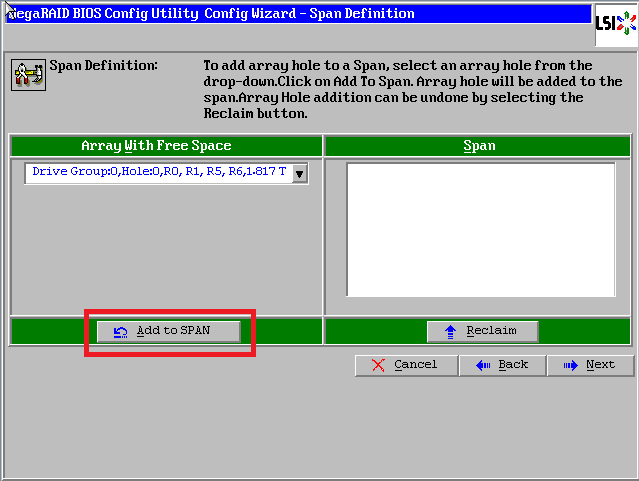 MegaRAID BIOS Config Utility Config Wizard - Span Definition
LSI
Span Definition:
To add array hole to a Span, select an array hole from the
drop-down.Click on Add To Span. Array hole will be added to the
span.Array Hole addition can be undone by selecting the
Reclaim button.
Array With Free Space
Span
Drive Group:0,Hole:0,R0, R1, R5, R6,1.817 T
Add to SPAN
Reclaim
Cancel
Back
Next